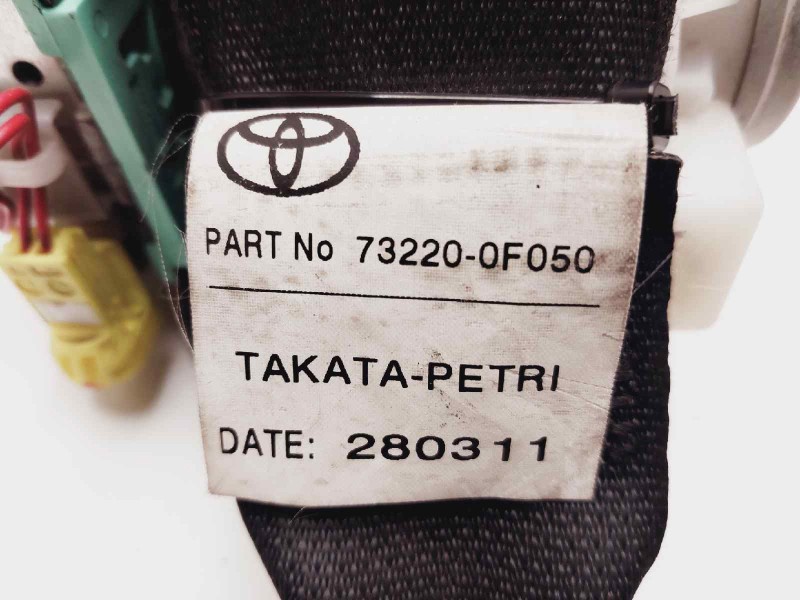 PART No 73220-0F050
TAKATA-PETRI
DATE: 280311